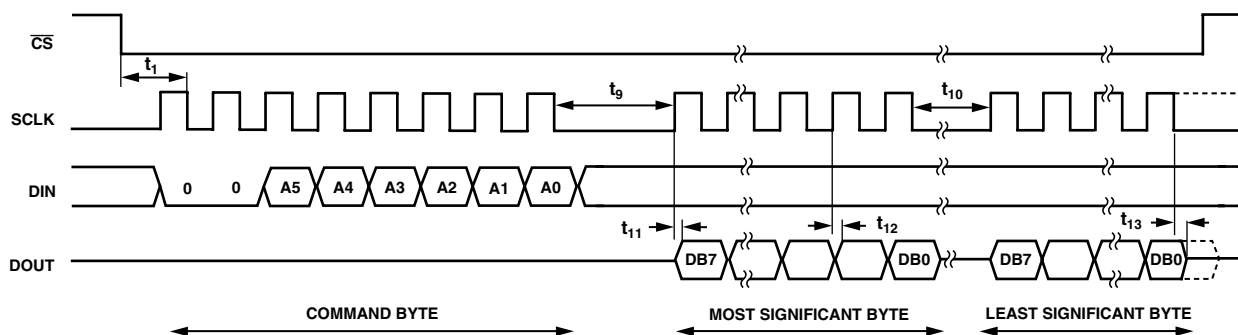 CS
t1
t9
t10
SCLK
DIN
0 0 A5 A4 A3 A2 A1 A0
t11
t12
t13
DOUT
DB7 DB0 DB7 DB0
COMMAND BYTE MOST SIGNIFICANT BYTE LEAST SIGNIFICANT BYTE